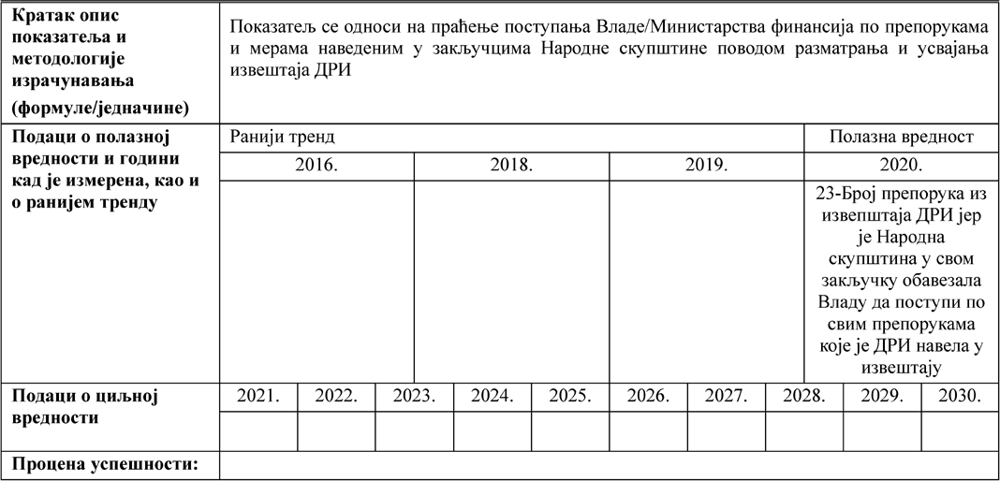 Кратак опис
показатеља и
методологије
израчунавања
(формуле/једначине)
Показатељ се односи на праћење поступања Владе/Министарства финансија по препорукама
и мерама наведеним у закључцима Народне скупштине поводом разматрања и усвајања
извештаја ДРИ
Подаци о полазној
вредности и години
кад је измерена, као и
о ранијем тренду
Ранији тренд
Полазна вредност
2016.
2018.
2019.
2020.
23-Број препорука из
извепштаја ДРИ јер
је Народна
скупштина у свом
закључку обавезала
Владу да поступи по
свим препорукама
које је ДРИ навела у
извештају
Подаци о циљној
вредности
2021.
2022.
2023.
2024.
2025.
2026.
2027.
2028.
2029.
2030.
Процена успешности: